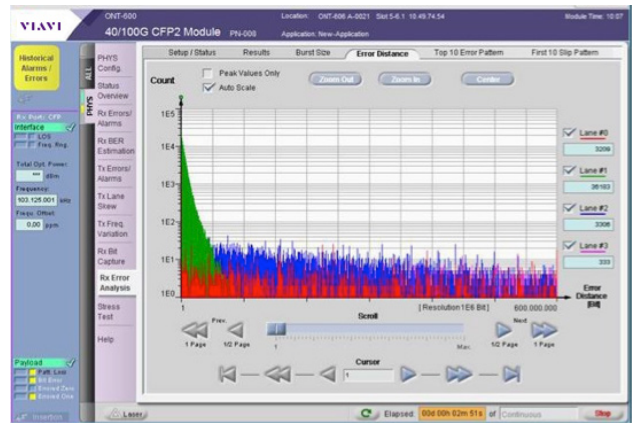 VIAVI
ONT-600
Location: ONT-606 A-0021 Slot 5-6.1 10.49.74.54
Module Time: 10:07
40/100G CFP2 Module PN-000
Application: New-Application
Historical
Alarms /
Errors
ALL
PHYS
PHYS
Config.
Status
Overview
Rx Errors/
Alarms
Rx BER
Estimation
Tx Errors/
Alarms
Tx Lane
Skew
Tx Freq.
Variation
Rx Bit
Capture
Rx Error
Analysis
Stress
Test
Help
Rx Port: CFP
Interface
LOS
Freq. Rng
Total Opt. Power:
*** dBm
Frequency:
103.125.001 kHz
Frequ. Offset:
0,00 ppm
Payload
Patt. Loss
Bit Error
Errored Zero
Errored One
Insertion
Setup / Status
Results
Burst Size
Error Distance
Top 10 Error Pattern
First 10 Slip Pattern
Count
Peak Values Only
Auto Scale
Zoom Out
Zoom In
Center
1E5
1E4
1E3
1E2
1E1
1E0
Lane #0
3209
Lane #1
36103
Lane #2
3306
Lane #3
333
Error
Distance
[Bit]
1
[ Resolution 1E6 Bit ]
600.000.000
Scroll
Prev.
Next
1 Page
1/2 Page
1
Max.
1/2 Page
1 Page
Cursor
1
Laser
Elapsed:
00d 00h 02m 51s
of
Continuous
Stop